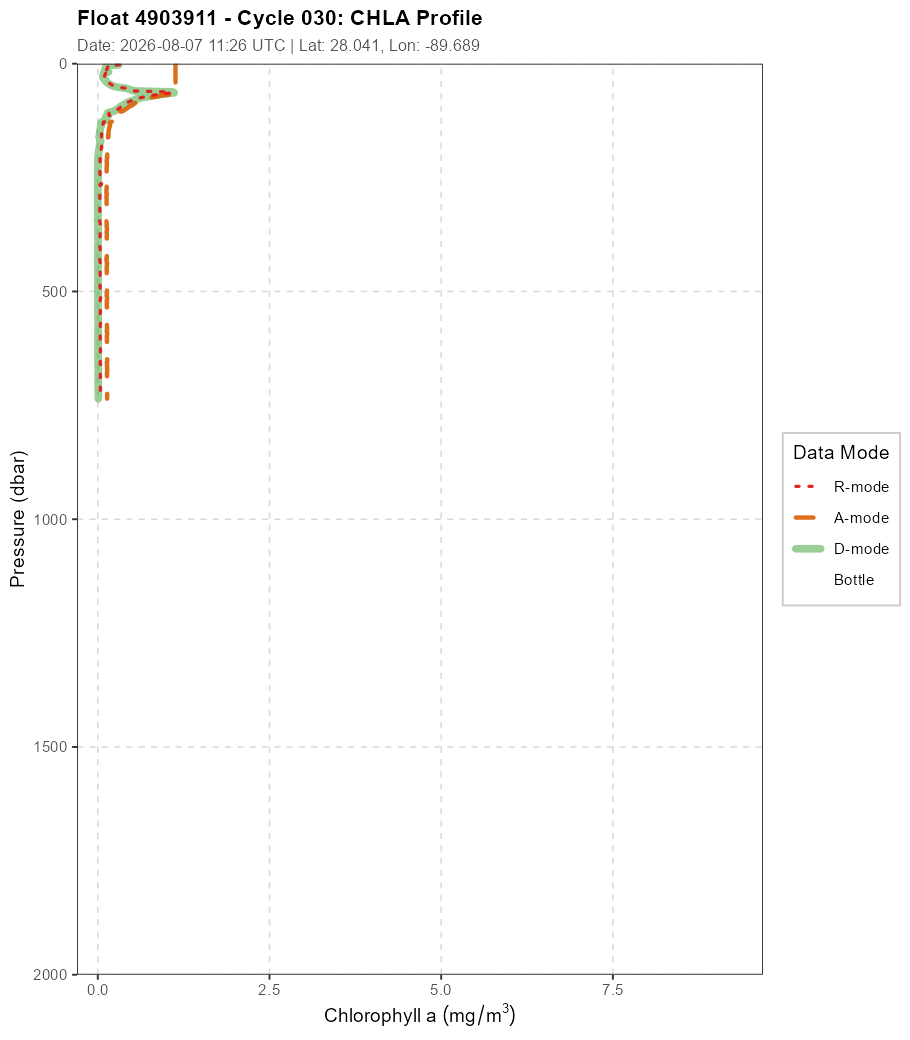 Float 4903911 - Cycle 030: CHLA Profile
Date: 2026-08-07 11:26 UTC | Lat: 28.041, Lon: -89.689
0
500
1000
1500
2000
Pressure (dbar)
0.0 2.5 5.0 7.5
Chlorophyll a (mg/m³)
Data Mode
R-mode
A-mode
D-mode
Bottle